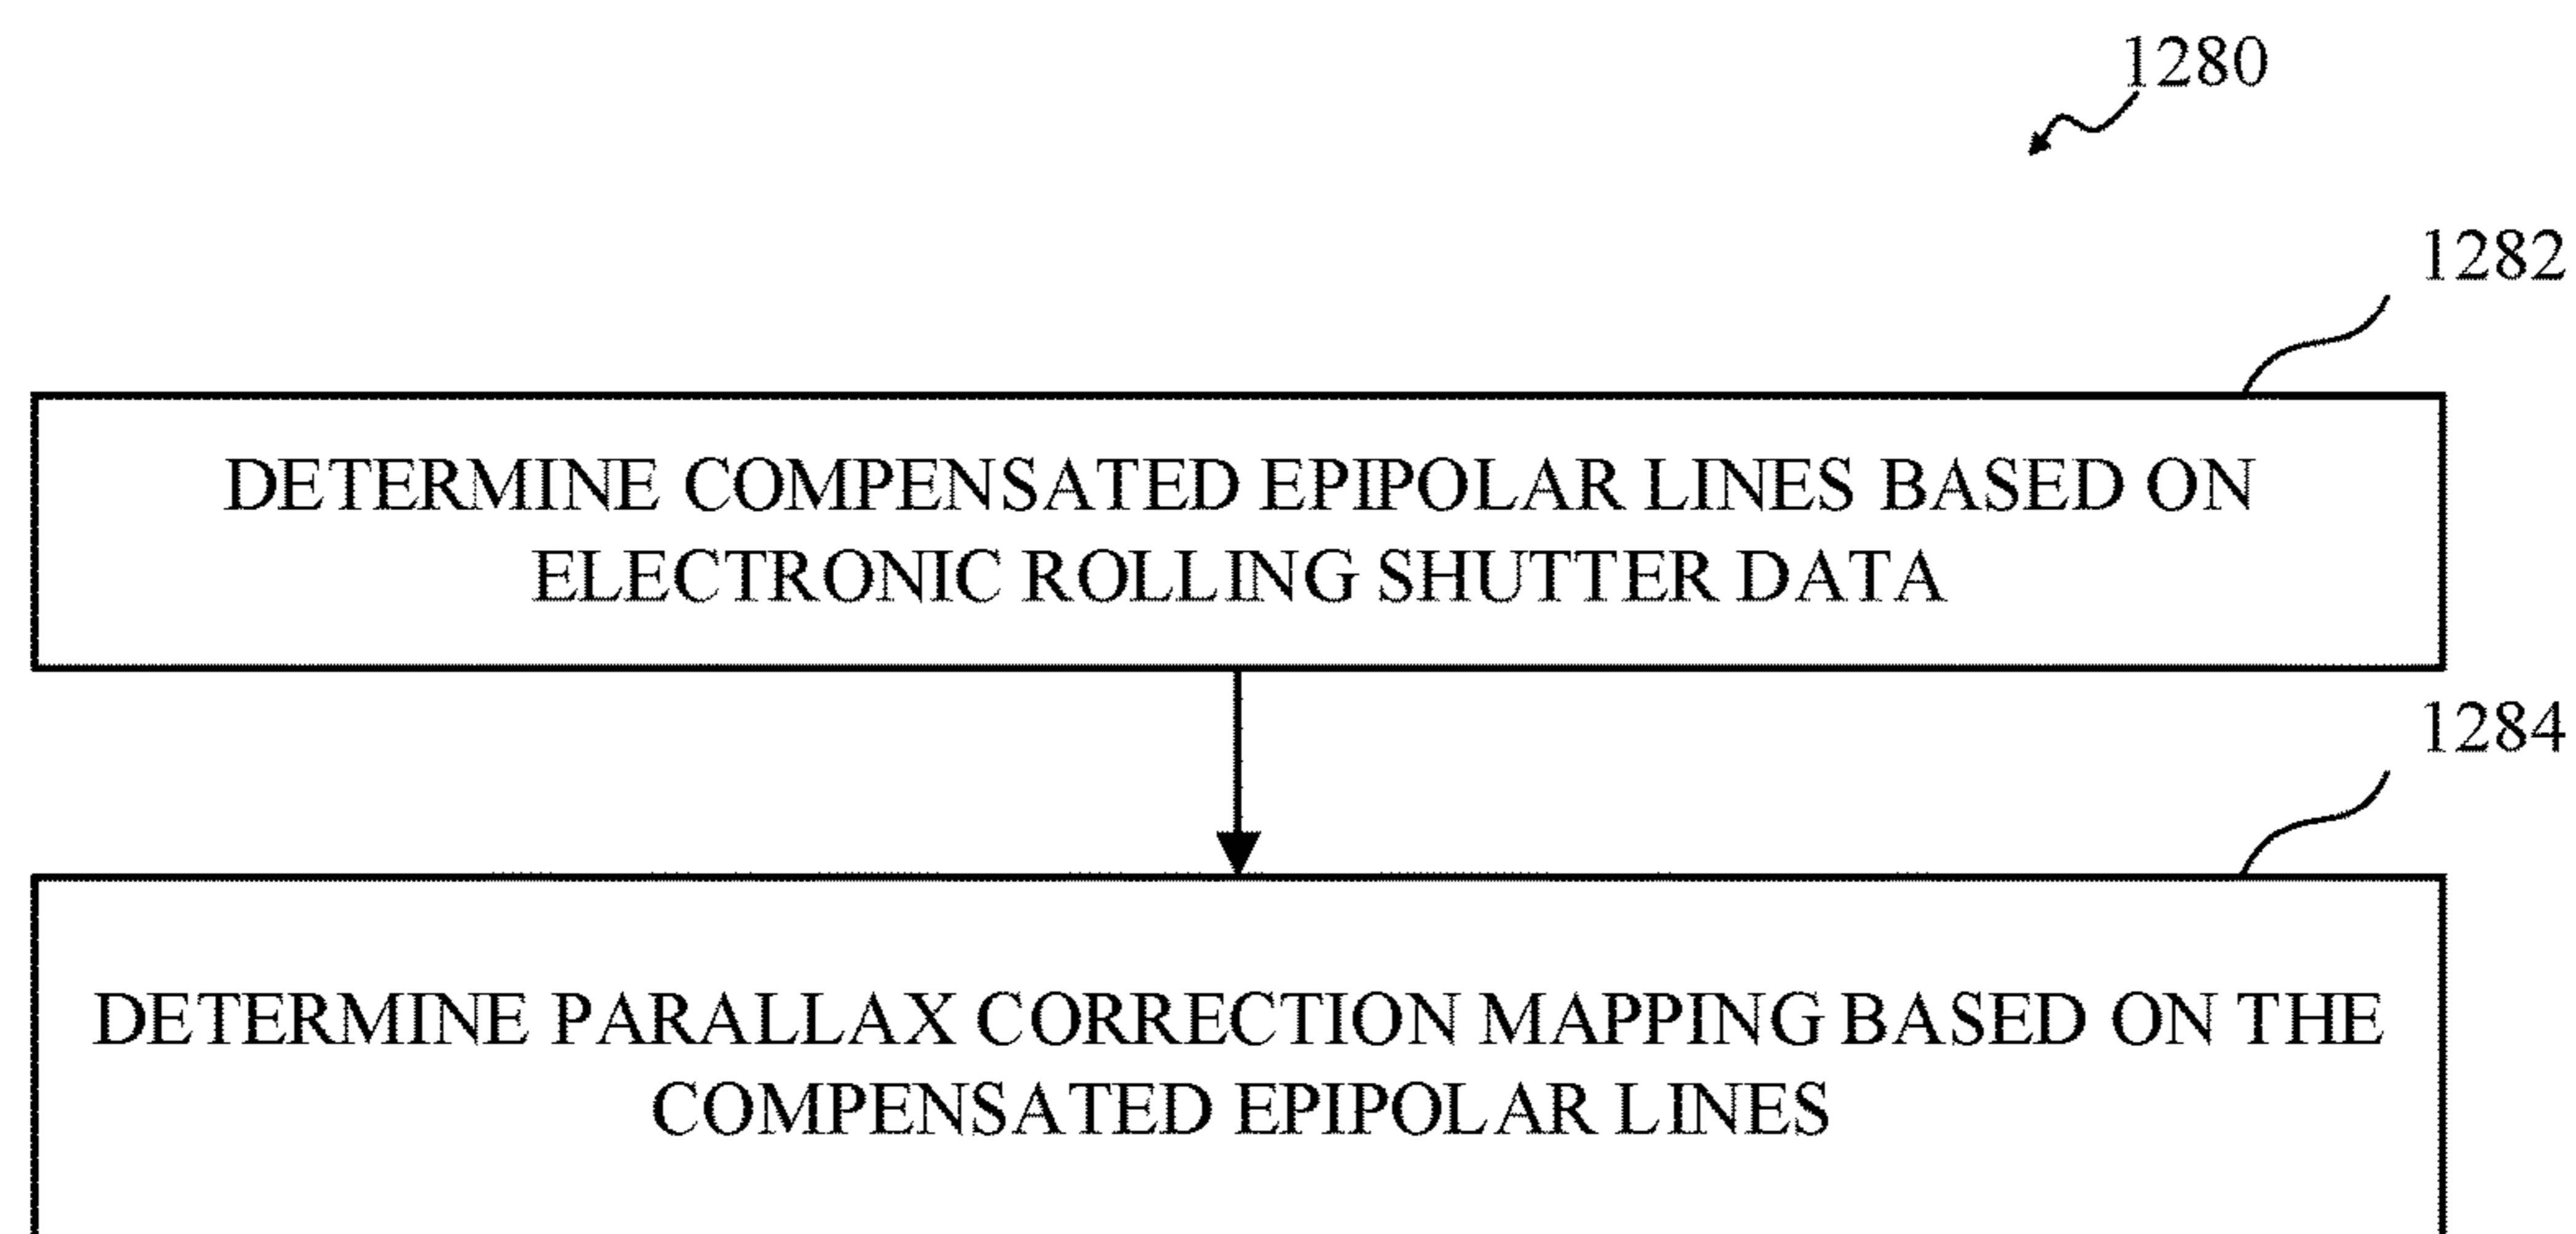 1280
1282
DETERMINE COMPENSATED EPIPOLAR LINES BASED ON
ELECTRONIC ROLLING SHUTTER DATA
1284
DETERMINE PARALLAX CORRECTION MAPPING BASED ON THE
COMPENSATED EPIPOLAR LINES